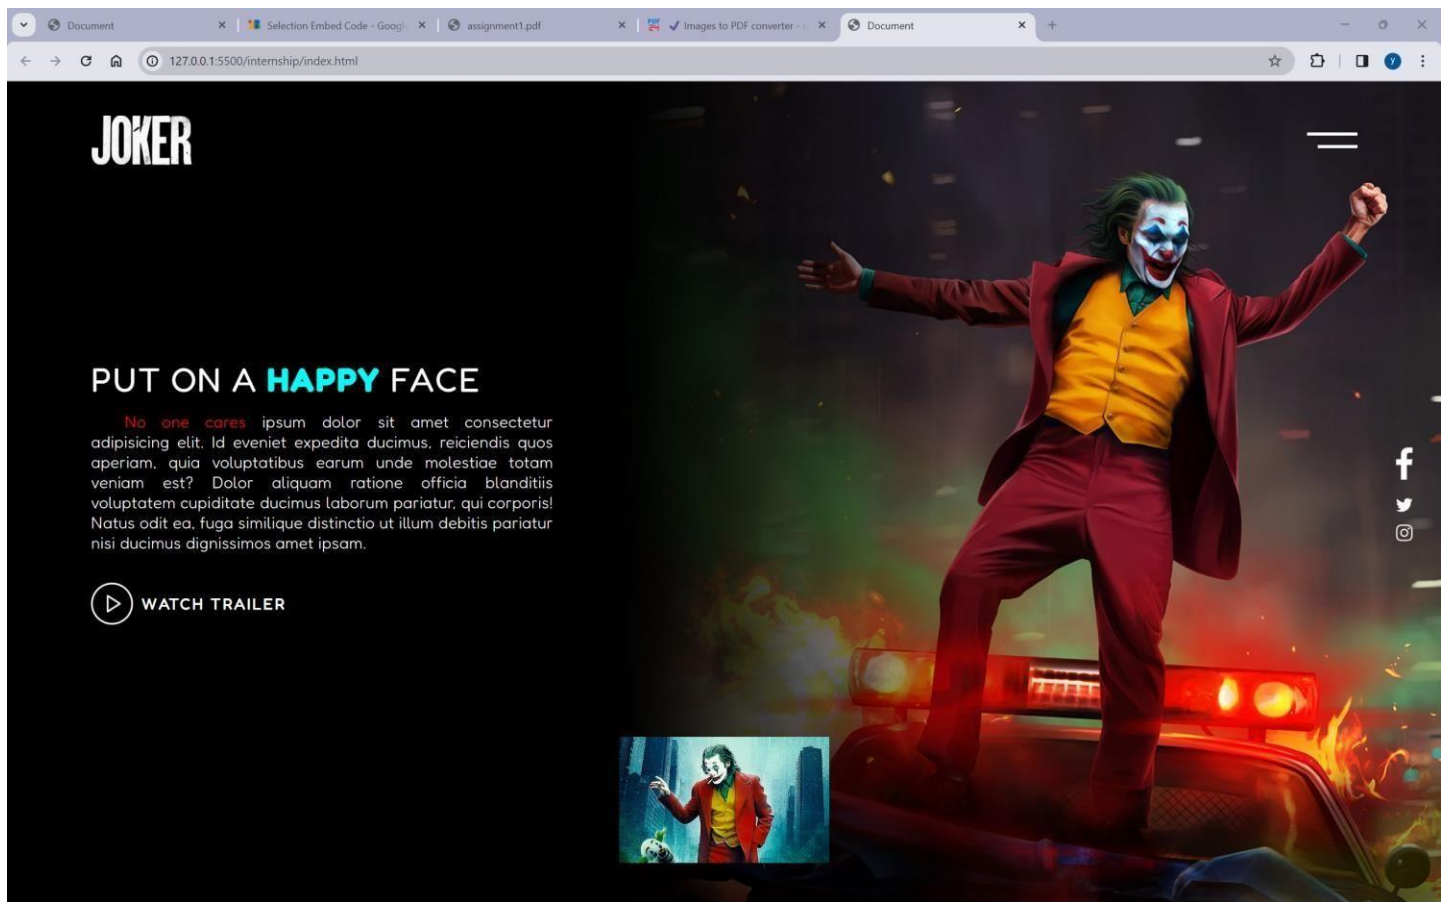 Document
Selection Embed Code - Googl
assignment1.pdf
Images to PDF converter -
Document
127.0.0.1:5500/internship/index.html
y
JOKER
PUT ON A HAPPY FACE
No one cares ipsum dolor sit amet consectetur
adipisicing elit. Id eveniet expedita ducimus, reiciendis quos
aperiam, quia voluptatibus earum unde molestiae totam
veniam est? Dolor aliquam ratione officia blanditiis
voluptatem cupiditate ducimus laborum pariatur, qui corporis!
Natus odit ea, fuga similique distinctio ut illum debitis pariatur
nisi ducimus dignissimos amet ipsam.
WATCH TRAILER